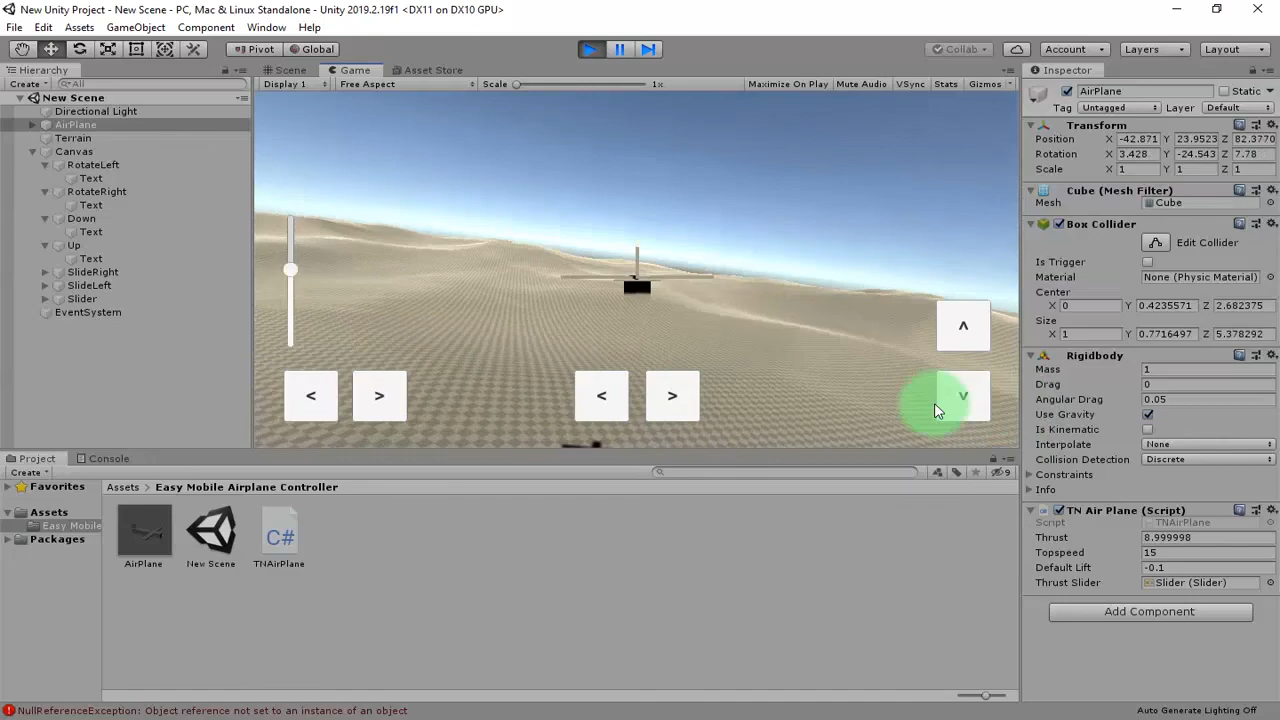 New Unity Project - New Scene - PC, Mac & Linux Standalone - Unity 2019.2.19f1 <DX11 on DX10 GPU>
File Edit Assets GameObject Component Window Help
Pivot Global Collab Account Layers Layout
Hierarchy Scene Game Asset Store Inspector
Create All Display 1 Free Aspect Scale 1x Maximize On Play Mute Audio VSync Stats Gizmos
New Scene
Directional Light
AirPlane
Terrain
Canvas
RotateLeft
Text
RotateRight
Text
Down
Text
Up
Text
SlideRight
SlideLeft
Slider
EventSystem
^
< > < > v
AirPlane Static
Tag Untagged Layer Default
Transform
Position X -42.871 Y 23.9523 Z 82.3770
Rotation X 3.428 Y -24.543 Z 7.78
Scale X 1 Y 1 Z 1
Cube (Mesh Filter)
Mesh Cube
Box Collider
Edit Collider
Is Trigger
Material None (Physic Material)
Center
X 0 Y 0.4235571 Z 2.682375
Size
X 1 Y 0.7716497 Z 5.378292
Rigidbody
Mass 1
Drag 0
Angular Drag 0.05
Use Gravity
Is Kinematic
Interpolate None
Collision Detection Discrete
Constraints
Info
TN Air Plane (Script)
Script TNAirPlane
Thrust 8.999998
Topspeed 15
Default Lift -0.1
Thrust Slider Slider (Slider)
Add Component
Project Console
Create 9
Favorites
Assets
Easy Mobile
Packages
Assets > Easy Mobile Airplane Controller
C#
AirPlane New Scene TNAirPlane
NullReferenceException: Object reference not set to an instance of an object
Auto Generate Lighting Off